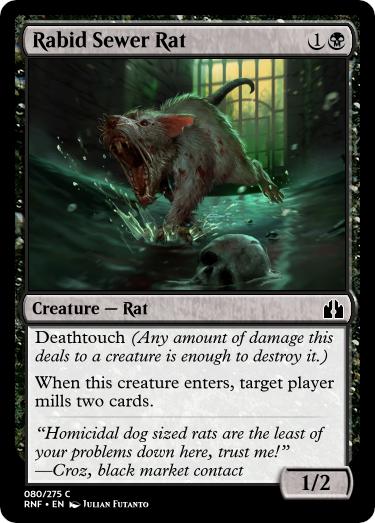 Rabid Sewer Rat 1
Creature — Rat
Deathtouch (Any amount of damage this
deals to a creature is enough to destroy it.)
When this creature enters, target player
mills two cards.
“Homicidal dog sized rats are the least of
your problems down here, trust me!”
—Croz, black market contact
1/2
080/275 C
RNF • EN Julian Futanto